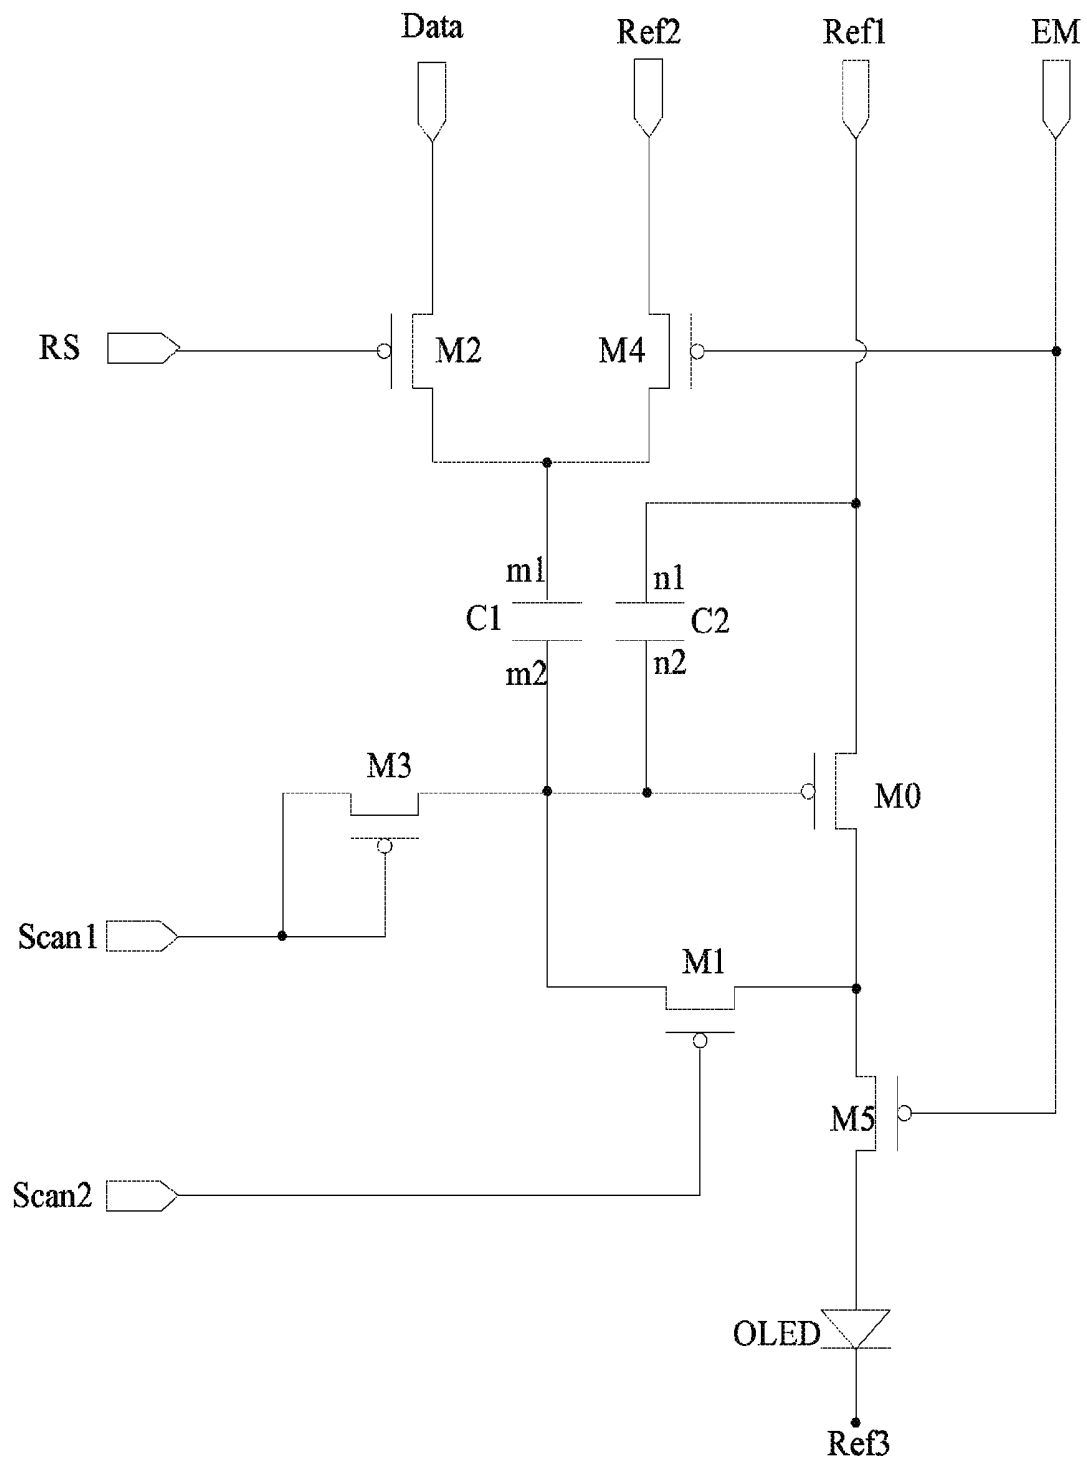 Data
Ref2
Ref1
EM
RS
M2
M4
m1
n1
C1
C2
m2
n2
M3
M0
Scan1
M1
M5
Scan2
OLED
Ref3